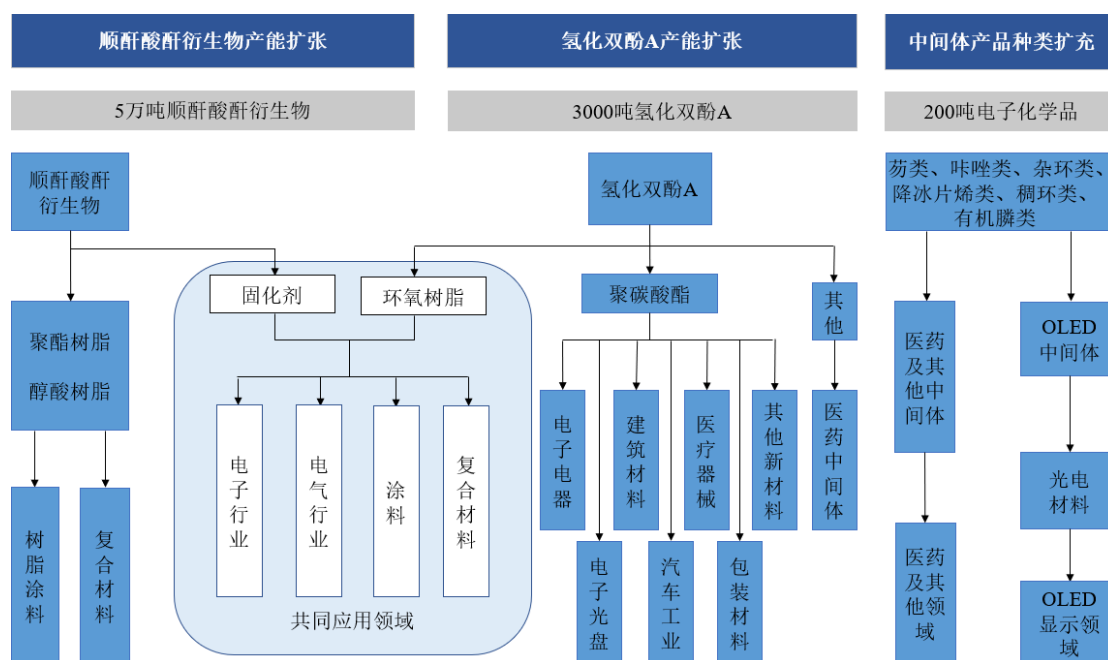 顺酐酸酐衍生物产能扩张
氢化双酚A产能扩张
中间体产品种类扩充
5万吨顺酐酸酐衍生物
3000吨氢化双酚A
200吨电子化学品
顺酐酸酐
衍生物
氢化双酚A
芴类、咔唑类、杂环类、
降冰片烯类、稠环类、
有机膦类
固化剂
环氧树脂
聚碳酸酯
其他
聚酯树脂
醇酸树脂
医药
及其
他中
间体
OLED
中间体
电子行业
电气行业
涂料
复合材料
电子电器
建筑材料
医疗器械
其他新材料
医药中间体
光电
材料
树脂涂料
复合材料
电子光盘
汽车工业
包装材料
医药
及其
他领
域
OLED
显示领
域
共同应用领域